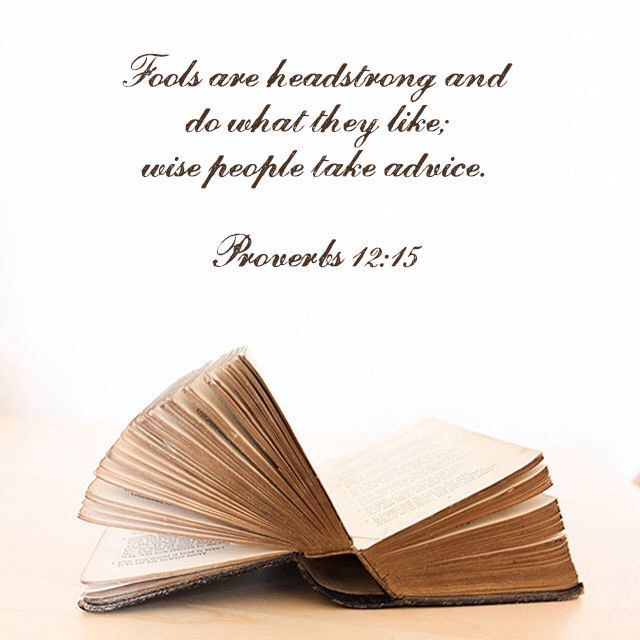 Fools are headstrong and
do what they like;
wise people take advice.
Proverbs 12:15